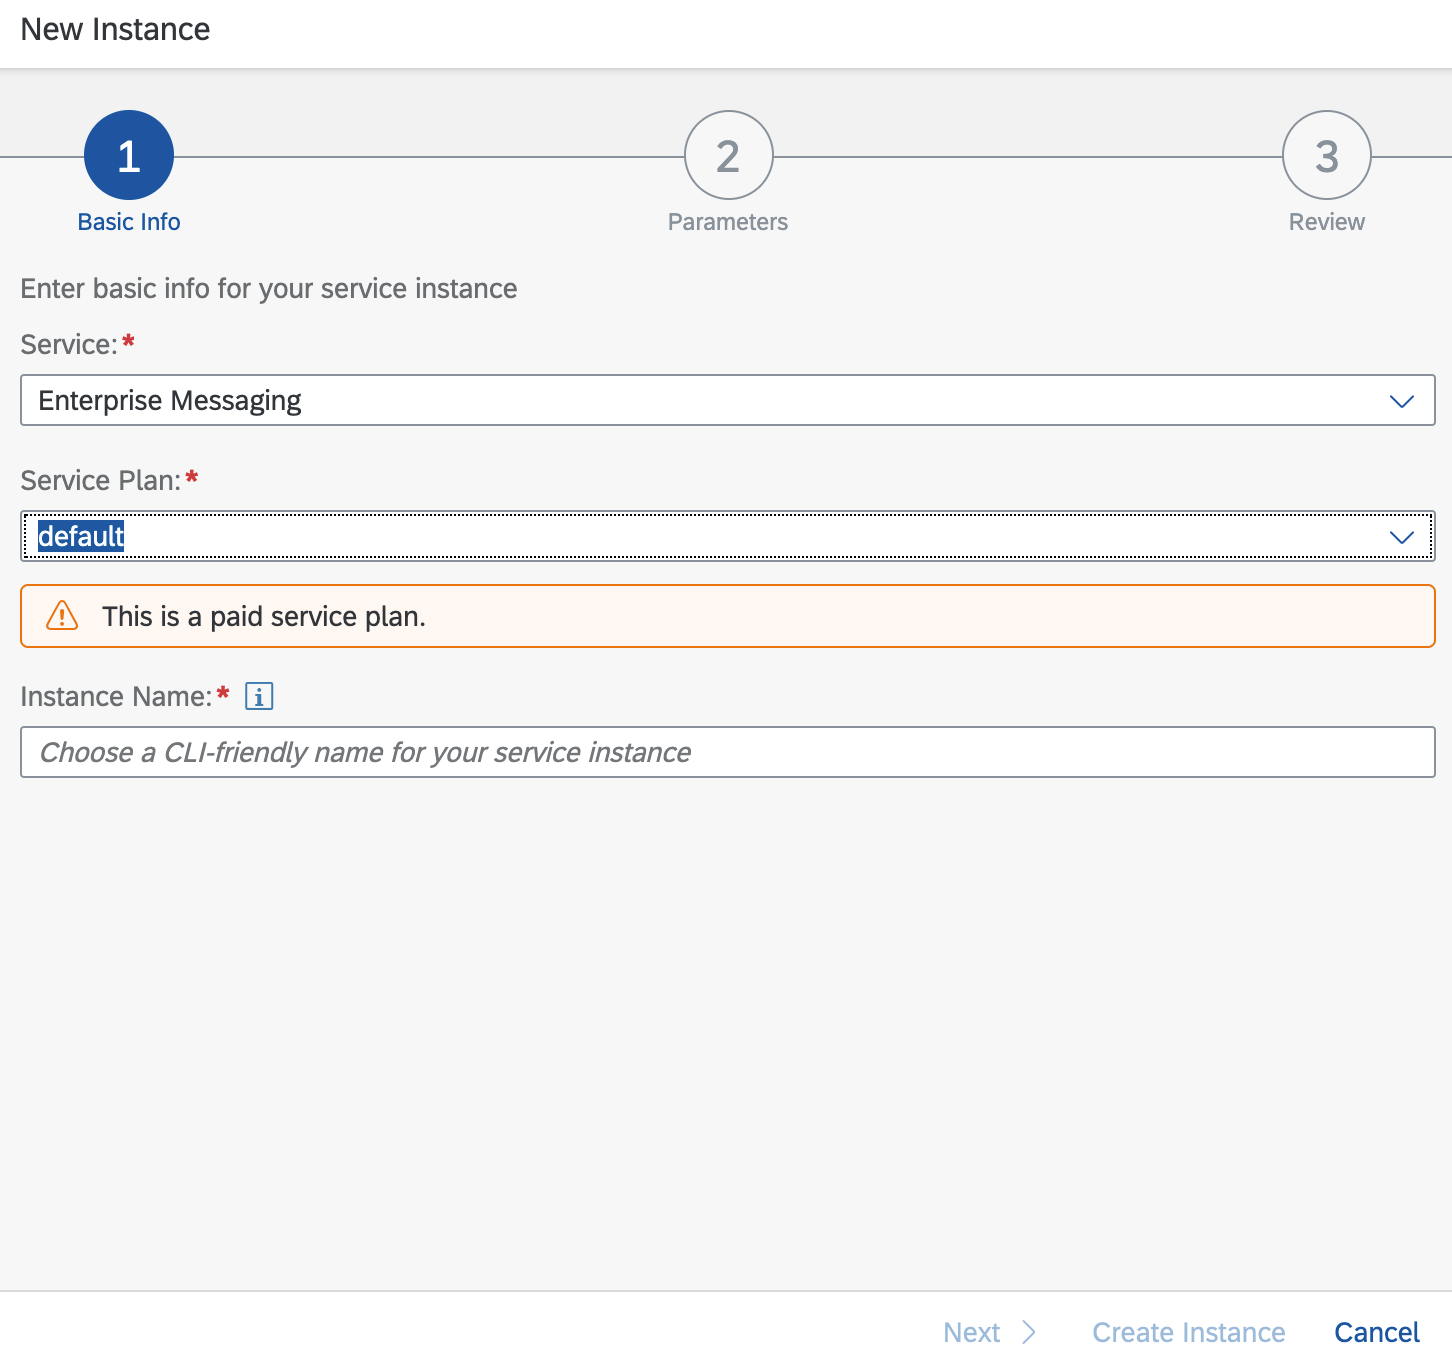 New Instance
1
2
3
Basic Info
Parameters
Review
Enter basic info for your service instance
Service:*
Enterprise Messaging
Service Plan:*
default
This is a paid service plan.
Instance Name:*
Choose a CLI-friendly name for your service instance
Next
Create Instance
Cancel